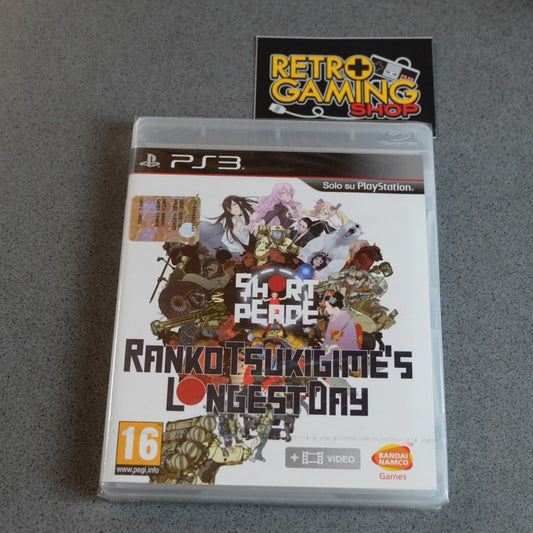 RETRO
GAMING
SHOP
PS3
Solo su PlayStation.
SHORT
PEACE
RANKO TSUKIGIME'S
LONGEST DAY
16
www.pegi.info
+ VIDEO
BANDAI
NAMCO
Games